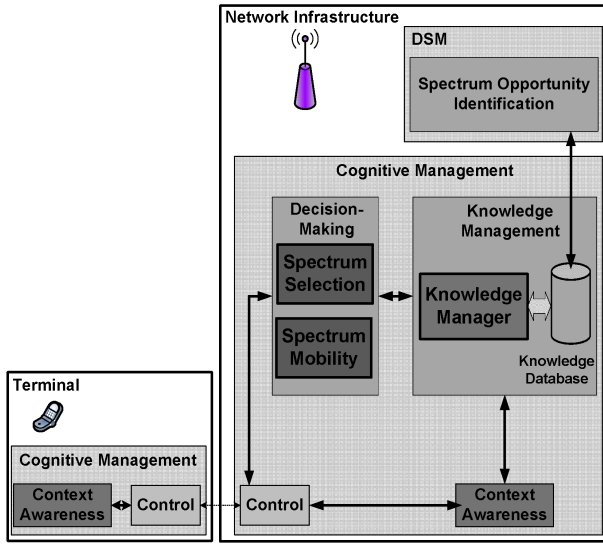 Network Infrastructure
DSM
Spectrum Opportunity
Identification
Cognitive Management
Decision-
Making
Spectrum
Selection
Spectrum
Mobility
Knowledge
Management
Knowledge
Manager
Knowledge
Database
Terminal
Cognitive Management
Context
Awareness
Control
Control
Context
Awareness